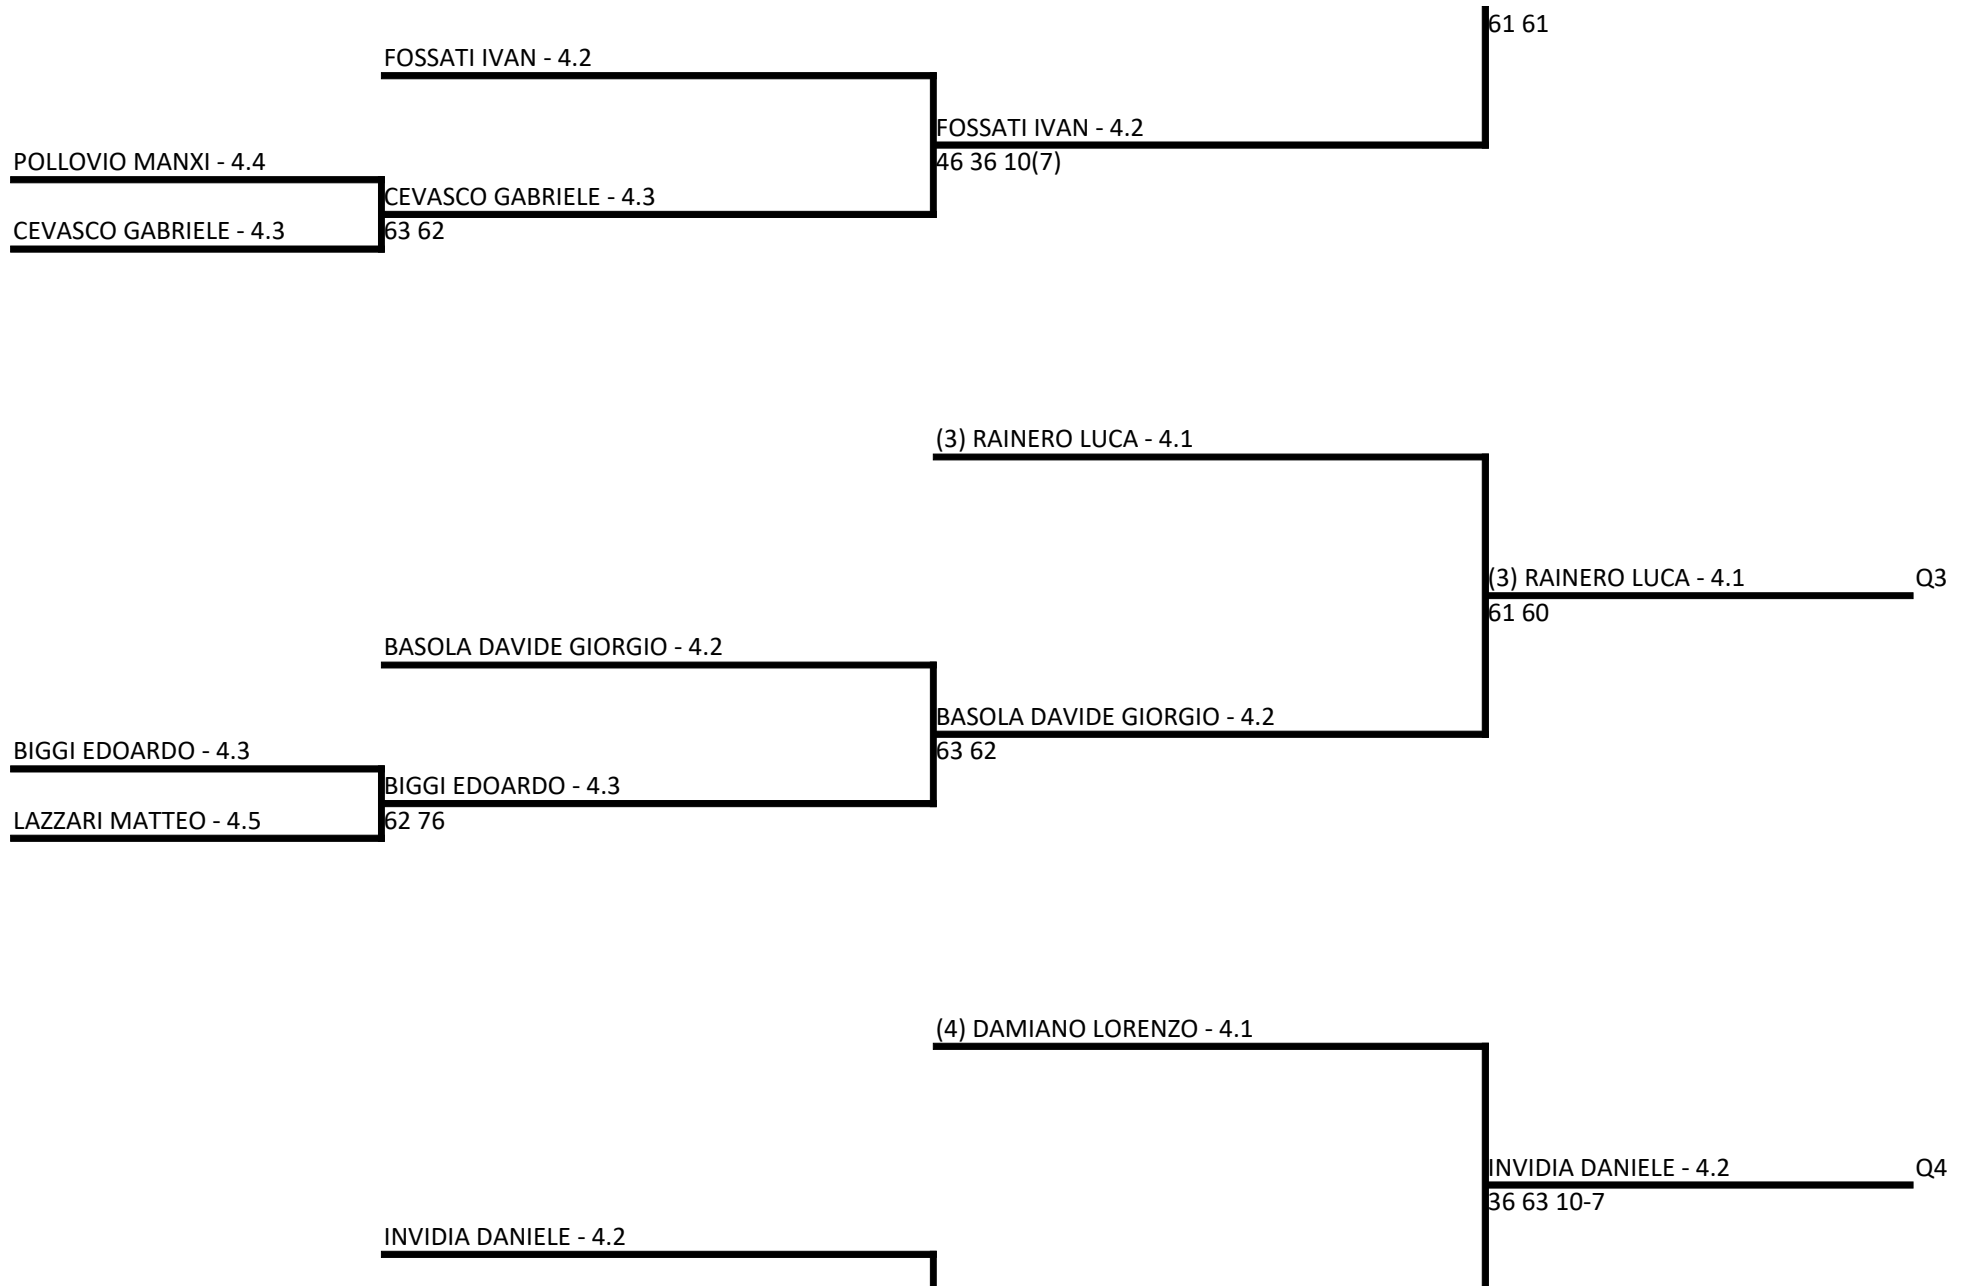 61 61
FOSSATI IVAN - 4.2
FOSSATI IVAN - 4.2
46 36 10(7)
POLLOVIO MANXI - 4.4
CEVASCO GABRIELE - 4.3
63 62
CEVASCO GABRIELE - 4.3
(3) RAINERO LUCA - 4.1
(3) RAINERO LUCA - 4.1
Q3
61 60
BASOLA DAVIDE GIORGIO - 4.2
BASOLA DAVIDE GIORGIO - 4.2
63 62
BIGGI EDOARDO - 4.3
BIGGI EDOARDO - 4.3
62 76
LAZZARI MATTEO - 4.5
(4) DAMIANO LORENZO - 4.1
INVIDIA DANIELE - 4.2
Q4
36 63 10-7
INVIDIA DANIELE - 4.2